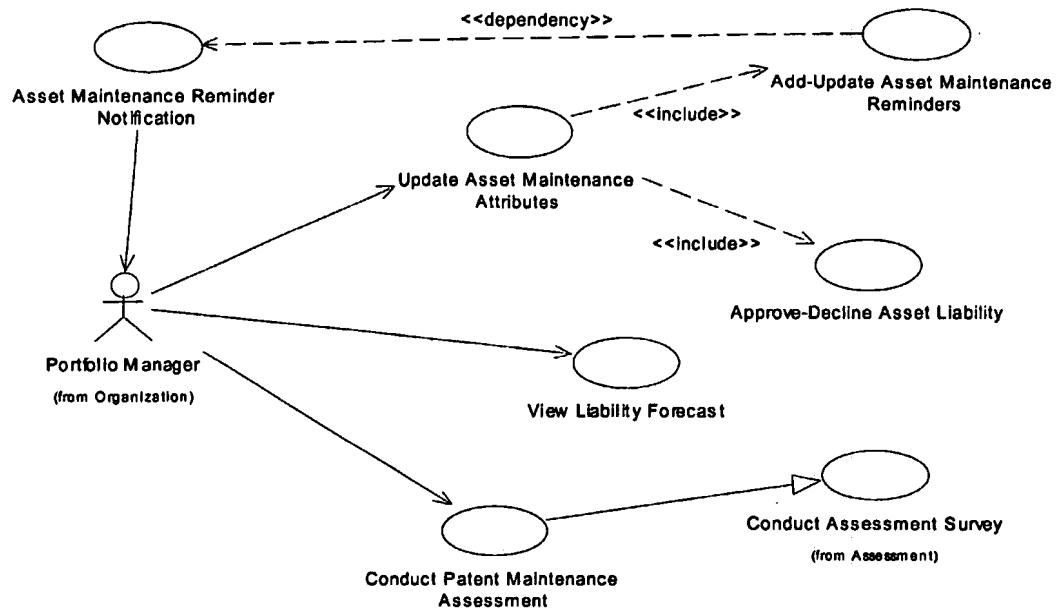 <<dependency>>
Asset Maintenance Reminder
Notification
Add-Update Asset Maintenance
Reminders
<<include>>
Update Asset Maintenance
Attributes
<<include>>
Approve-Decline Asset Liability
Portfolio Manager
(from Organization)
View Liability Forecast
Conduct Assessment Survey
(from Assessment)
Conduct Patent Maintenance
Assessment